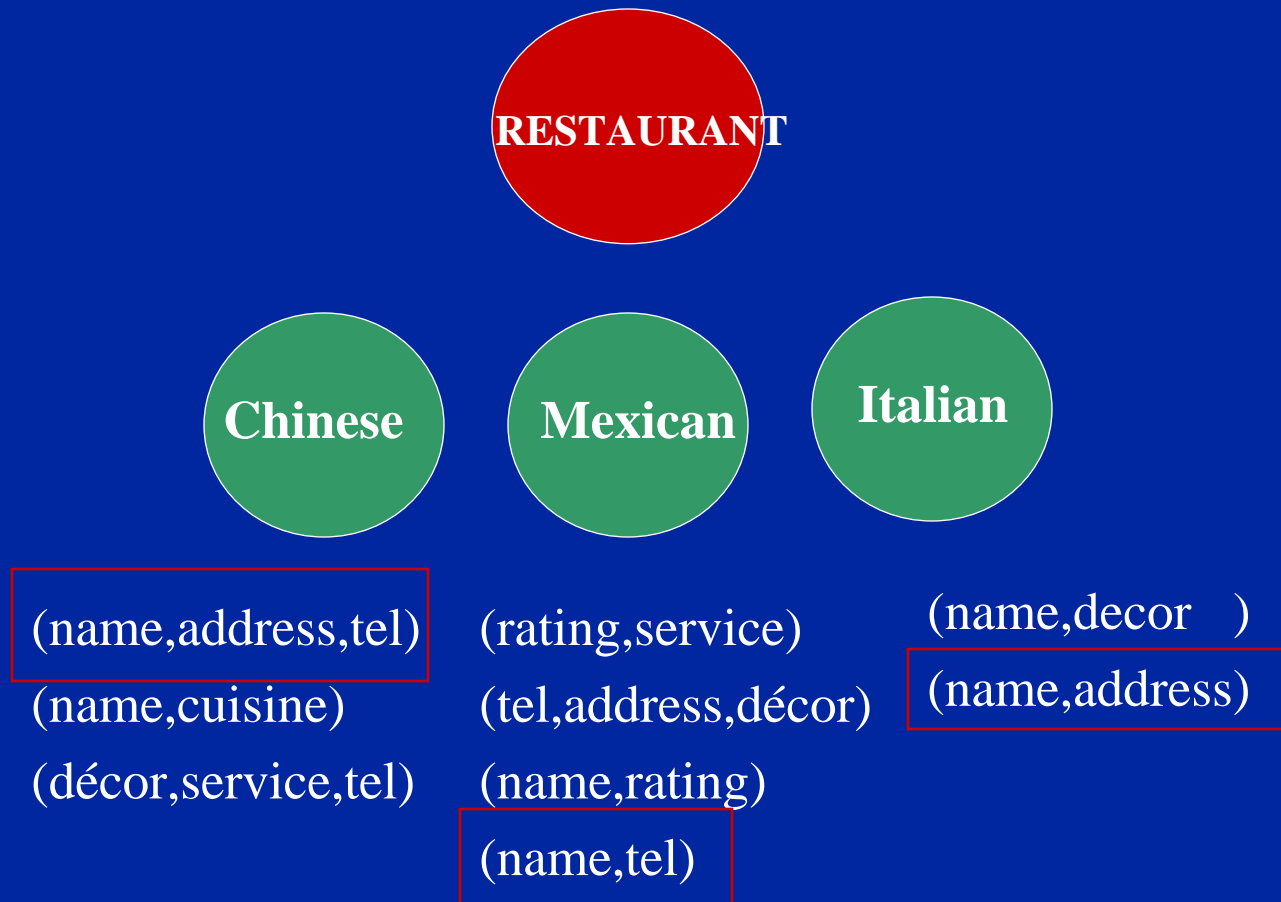 RESTAURANT
Chinese
Mexican
Italian
(name,address,tel)
(name,cuisine)
(décor,service,tel)
(rating,service)
(tel,address,décor)
(name,rating)
(name,tel)
(name,decor )
(name,address)